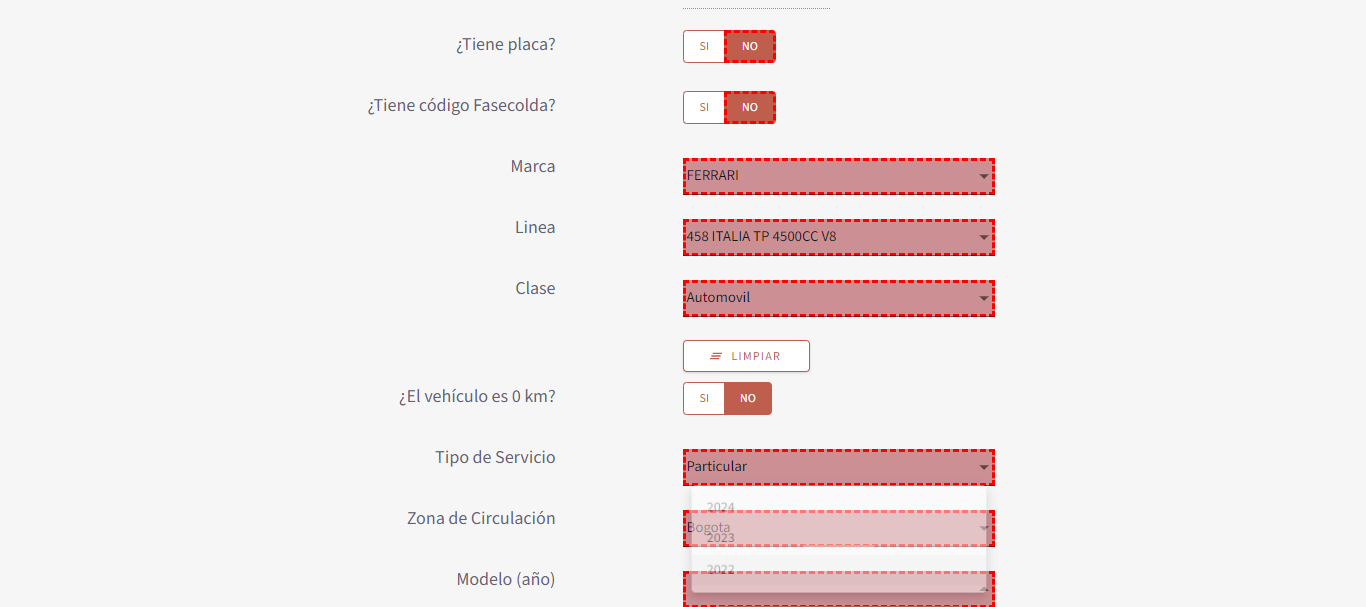 ¿Tiene placa? SI NO
¿Tiene código Fasecolda? SI NO
Marca FERRARI
Linea 458 ITALIA TP 4500CC V8
Clase Automovil
LIMPIAR
¿El vehículo es 0 km? SI NO
Tipo de Servicio Particular
2024
Zona de Circulación Bogota
2023
2022
Modelo (año)